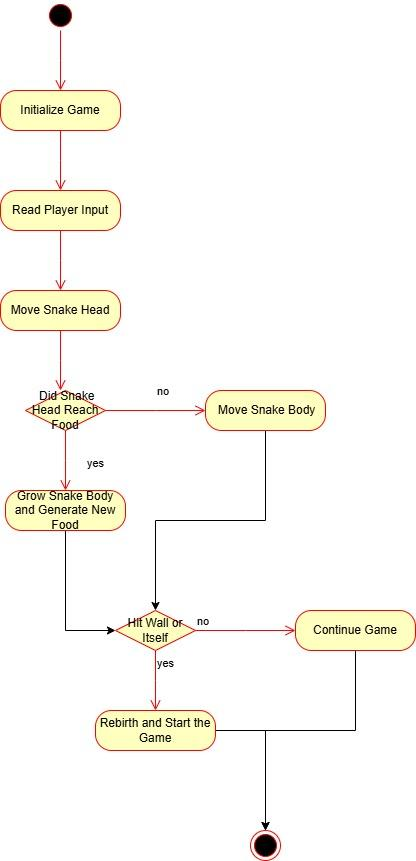 Initialize Game
Read Player Input
Move Snake Head
Did Snake
Head Reach
Food
no
Move Snake Body
yes
Grow Snake Body
and Generate New
Food
Hit Wall or
Itself
no
Continue Game
yes
Rebirth and Start the
Game